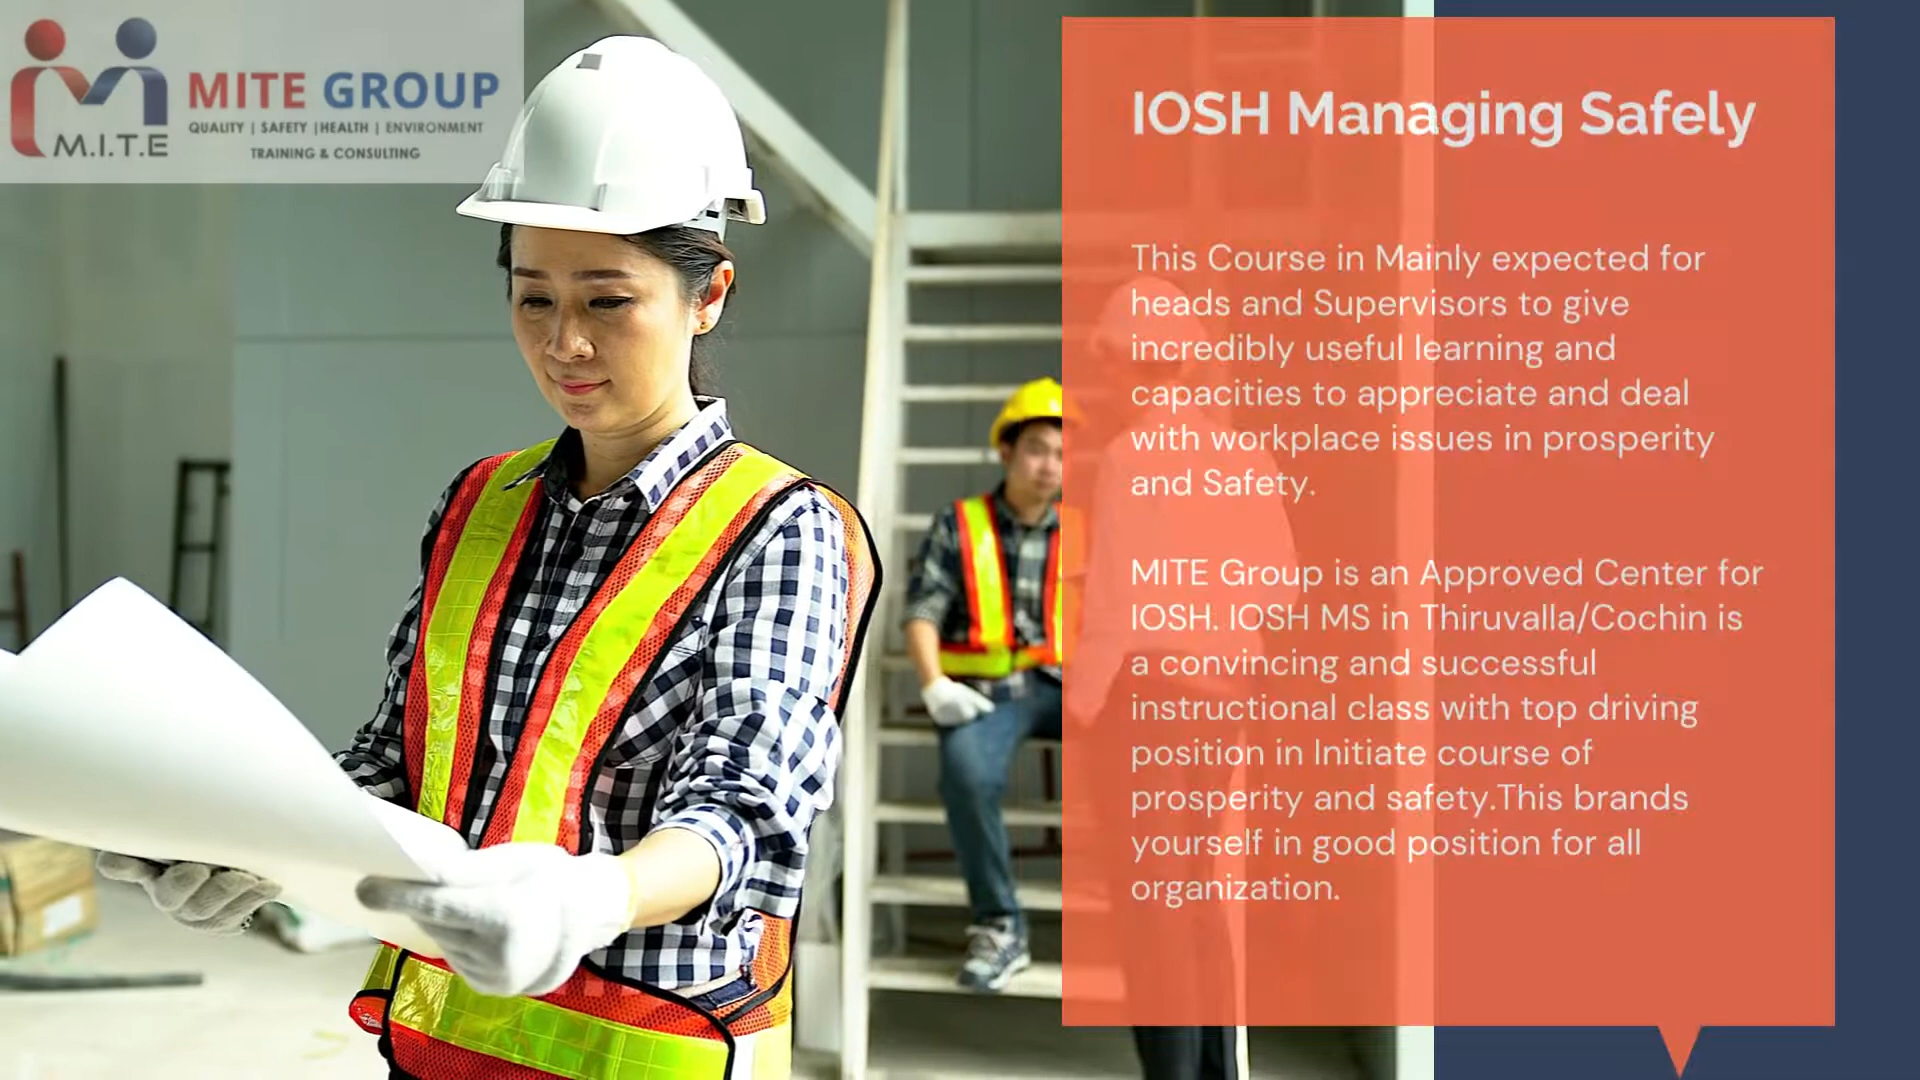 MITE GROUP
QUALITY | SAFETY |HEALTH | ENVIRONMENT
M.I.T.E
TRAINING & CONSULTING
IOSH Managing Safely
This Course in Mainly expected for
heads and Supervisors to give
incredibly useful learning and
capacities to appreciate and deal
with workplace issues in prosperity
and Safety.
MITE Group is an Approved Center for
IOSH. IOSH MS in Thiruvalla/Cochin is
a convincing and successful
instructional class with top driving
position in Initiate course of
prosperity and safety.This brands
yourself in good position for all
organization.